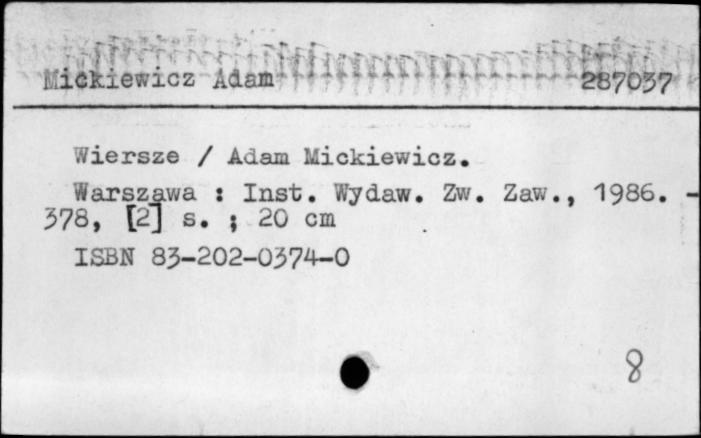 Mickiewicz Adam 287037
Wiersze / Adam Mickiewicz.
Warszawa : Inst. Wydaw. Zw. Zaw., 1986. -
378, [2] s. ; 20 cm
ISBN 83-202-0374-0
8